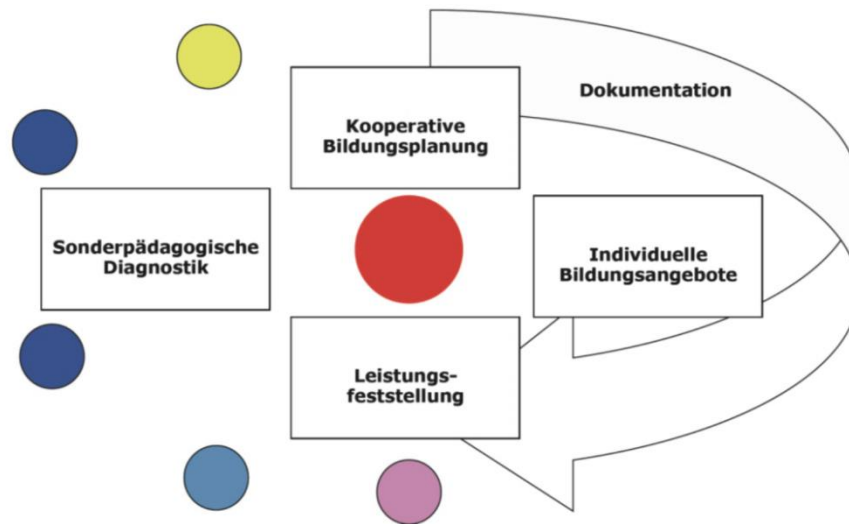 Dokumentation
Kooperative
Bildungsplanung
Sonderpädagogische
Diagnostik
Individuelle
Bildungsangebote
Leistungs-
feststellung